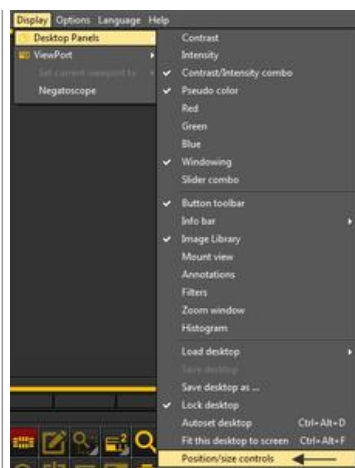 Display Options Language Help
Desktop Panels
ViewPort
Set current viewport to
Negatoscope
Contrast
Intensity
Contrast/Intensity combo
Pseudo color
Red
Green
Blue
Windowing
Slider combo
Button toolbar
Info bar
Image Library
Mount view
Annotations
Filters
Zoom window
Histogram
Load desktop
Save desktop
Save desktop as ...
Lock desktop
Autoset desktop Ctrl+Alt+D
Fit this desktop to screen Ctrl+Alt+F
Position/size controls